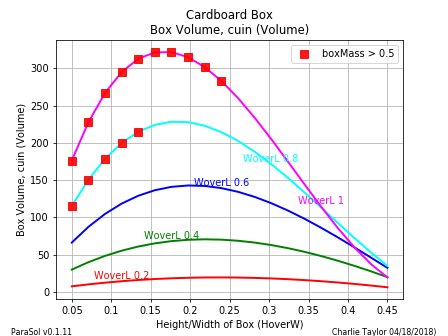 Cardboard Box
Box Volume, cuin (Volume)
boxMass > 0.5
Box Volume, cuin (Volume)
300
250
200
150
100
50
0
WoverL 0.8
WoverL 0.6
WoverL 1
WoverL 0.4
WoverL 0.2
0.05 0.10 0.15 0.20 0.25 0.30 0.35 0.40 0.45
Height/Width of Box (HoverW)
ParaSol v0.1.11
Charlie Taylor 04/18/2018)